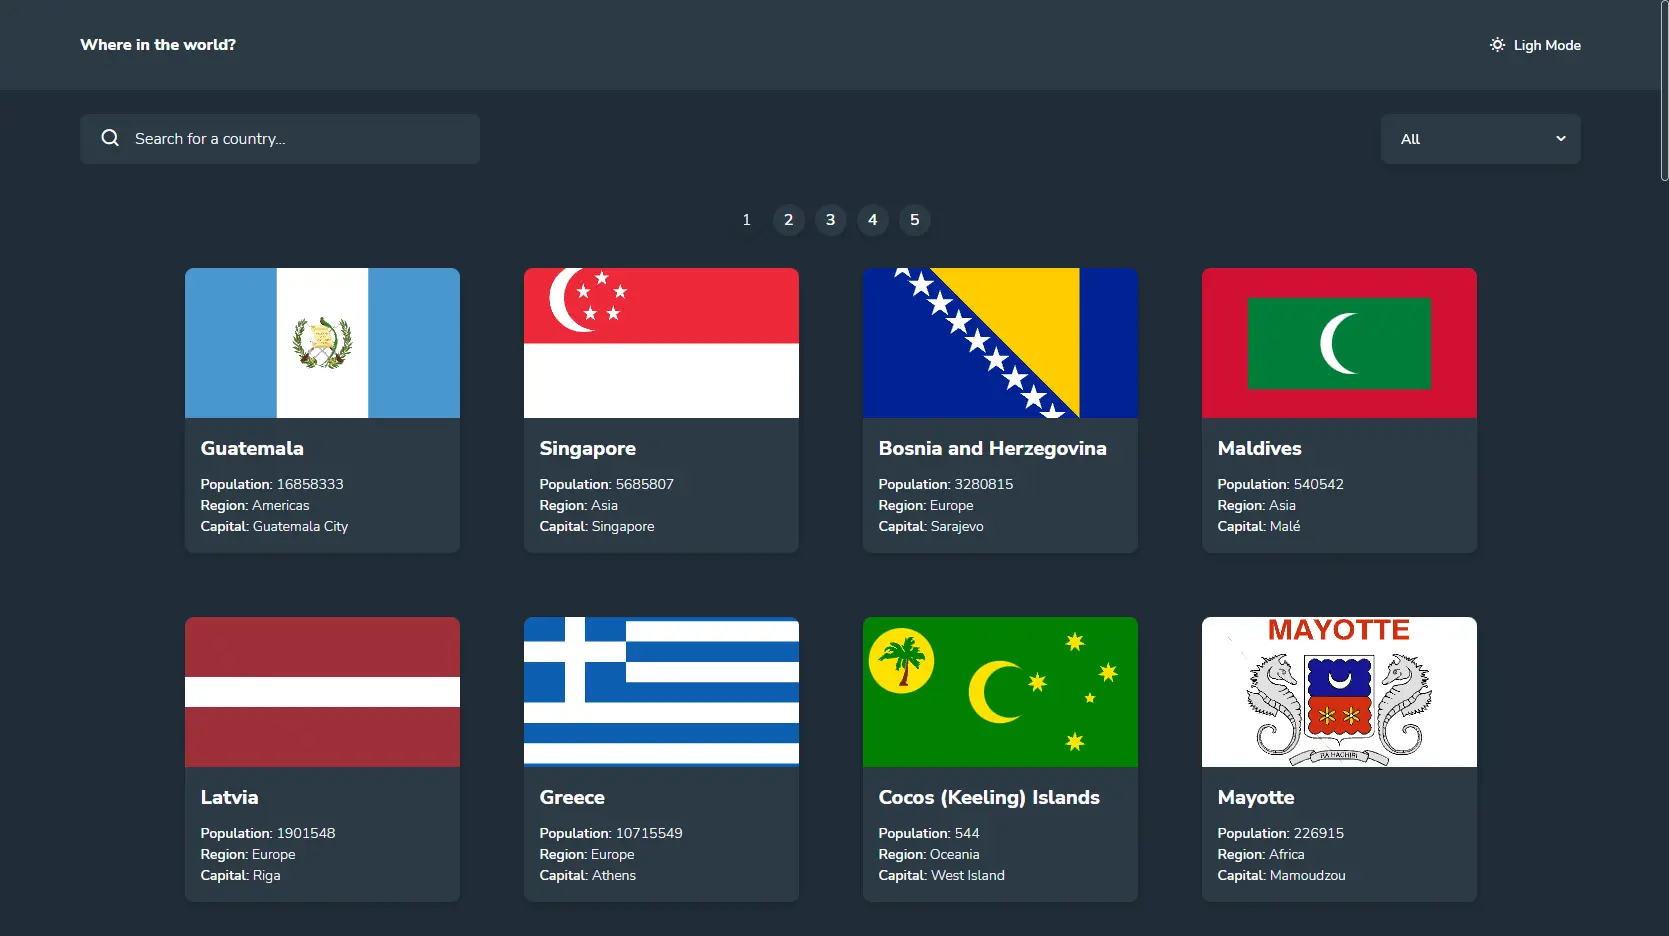 Where in the world?
Ligh Mode
Search for a country...
All
1 2 3 4 5
Guatemala
Population: 16858333
Region: Americas
Capital: Guatemala City
Singapore
Population: 5685807
Region: Asia
Capital: Singapore
Bosnia and Herzegovina
Population: 3280815
Region: Europe
Capital: Sarajevo
Maldives
Population: 540542
Region: Asia
Capital: Malé
Latvia
Population: 1901548
Region: Europe
Capital: Riga
Greece
Population: 10715549
Region: Europe
Capital: Athens
Cocos (Keeling) Islands
Population: 544
Region: Oceania
Capital: West Island
MAYOTTE
RA HACHIRI
Mayotte
Population: 226915
Region: Africa
Capital: Mamoudzou